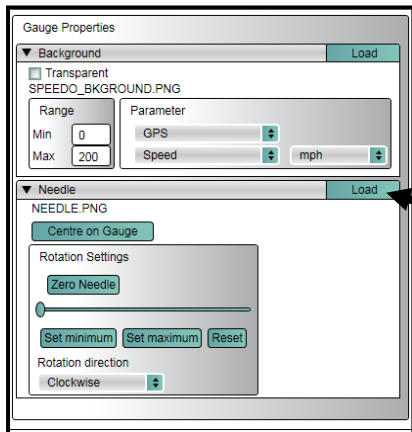 Gauge Properties
▼ Background Load
Transparent
SPEEDO_BKGROUND.PNG
Range Parameter
Min 0 GPS
Max 200 Speed mph
▼ Needle Load
NEEDLE.PNG
Centre on Gauge
Rotation Settings
Zero Needle
Set minimum Set maximum Reset
Rotation direction
Clockwise